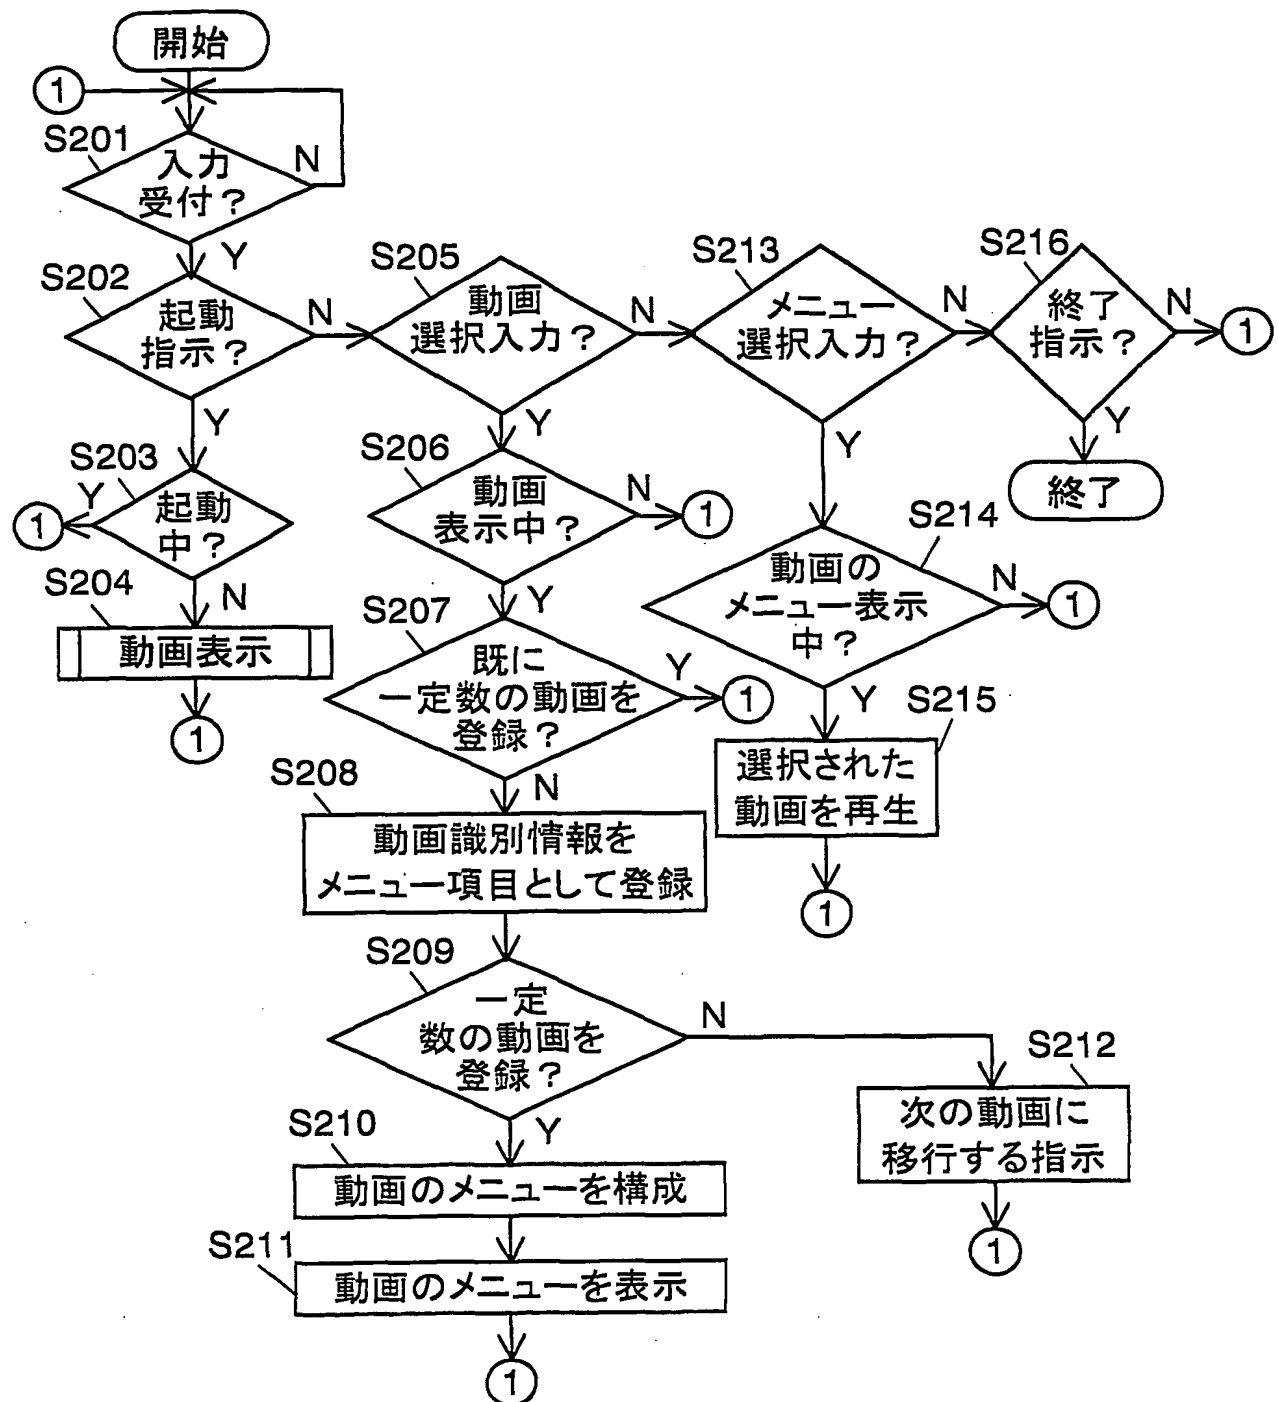 開始
1
S201
入力
受付?
N
Y
S202
起動
指示?
N
Y
S203
起動
中?
Y
1
N
S204
動画表示
1
S205
動画
選択入力?
N
Y
S206
動画
表示中?
N
1
Y
S207
既に
一定数の動画を
登録?
Y
1
N
S208
動画識別情報を
メニュー項目として登録
S209
一定
数の動画を
登録?
N
Y
S210
動画のメニューを構成
S211
動画のメニューを表示
1
S212
次の動画に
移行する指示
1
S213
メニュー
選択入力?
N
Y
S214
動画の
メニュー表示
中?
N
1
Y
S215
選択された
動画を再生
1
S216
終了
指示?
N
1
Y
終了